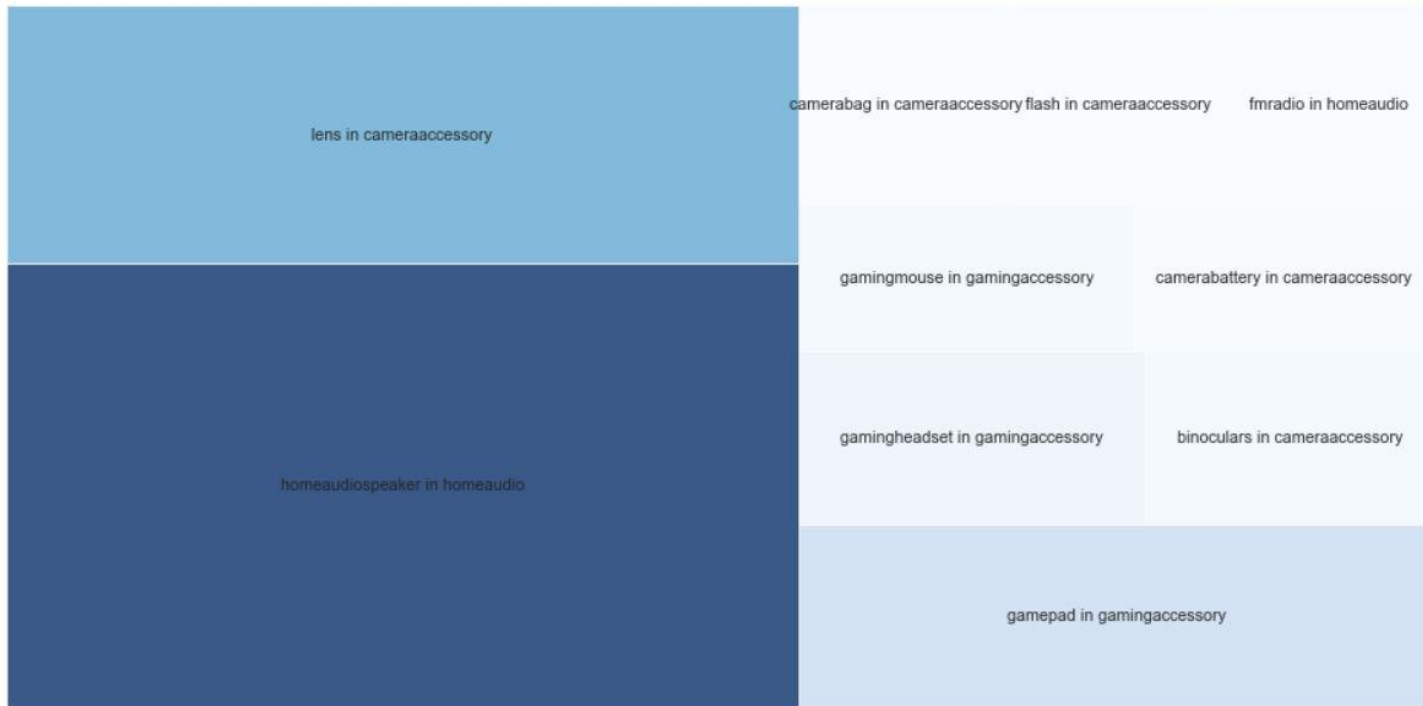 lens in cameraaccessory
homeaudiospeaker in homeaudio
camerabag in cameraaccessory
flash in cameraaccessory
fmradio in homeaudio
gamingmouse in gamingaccessory
camerabattery in cameraaccessory
gamingheadset in gamingaccessory
binoculars in cameraaccessory
gamepad in gamingaccessory